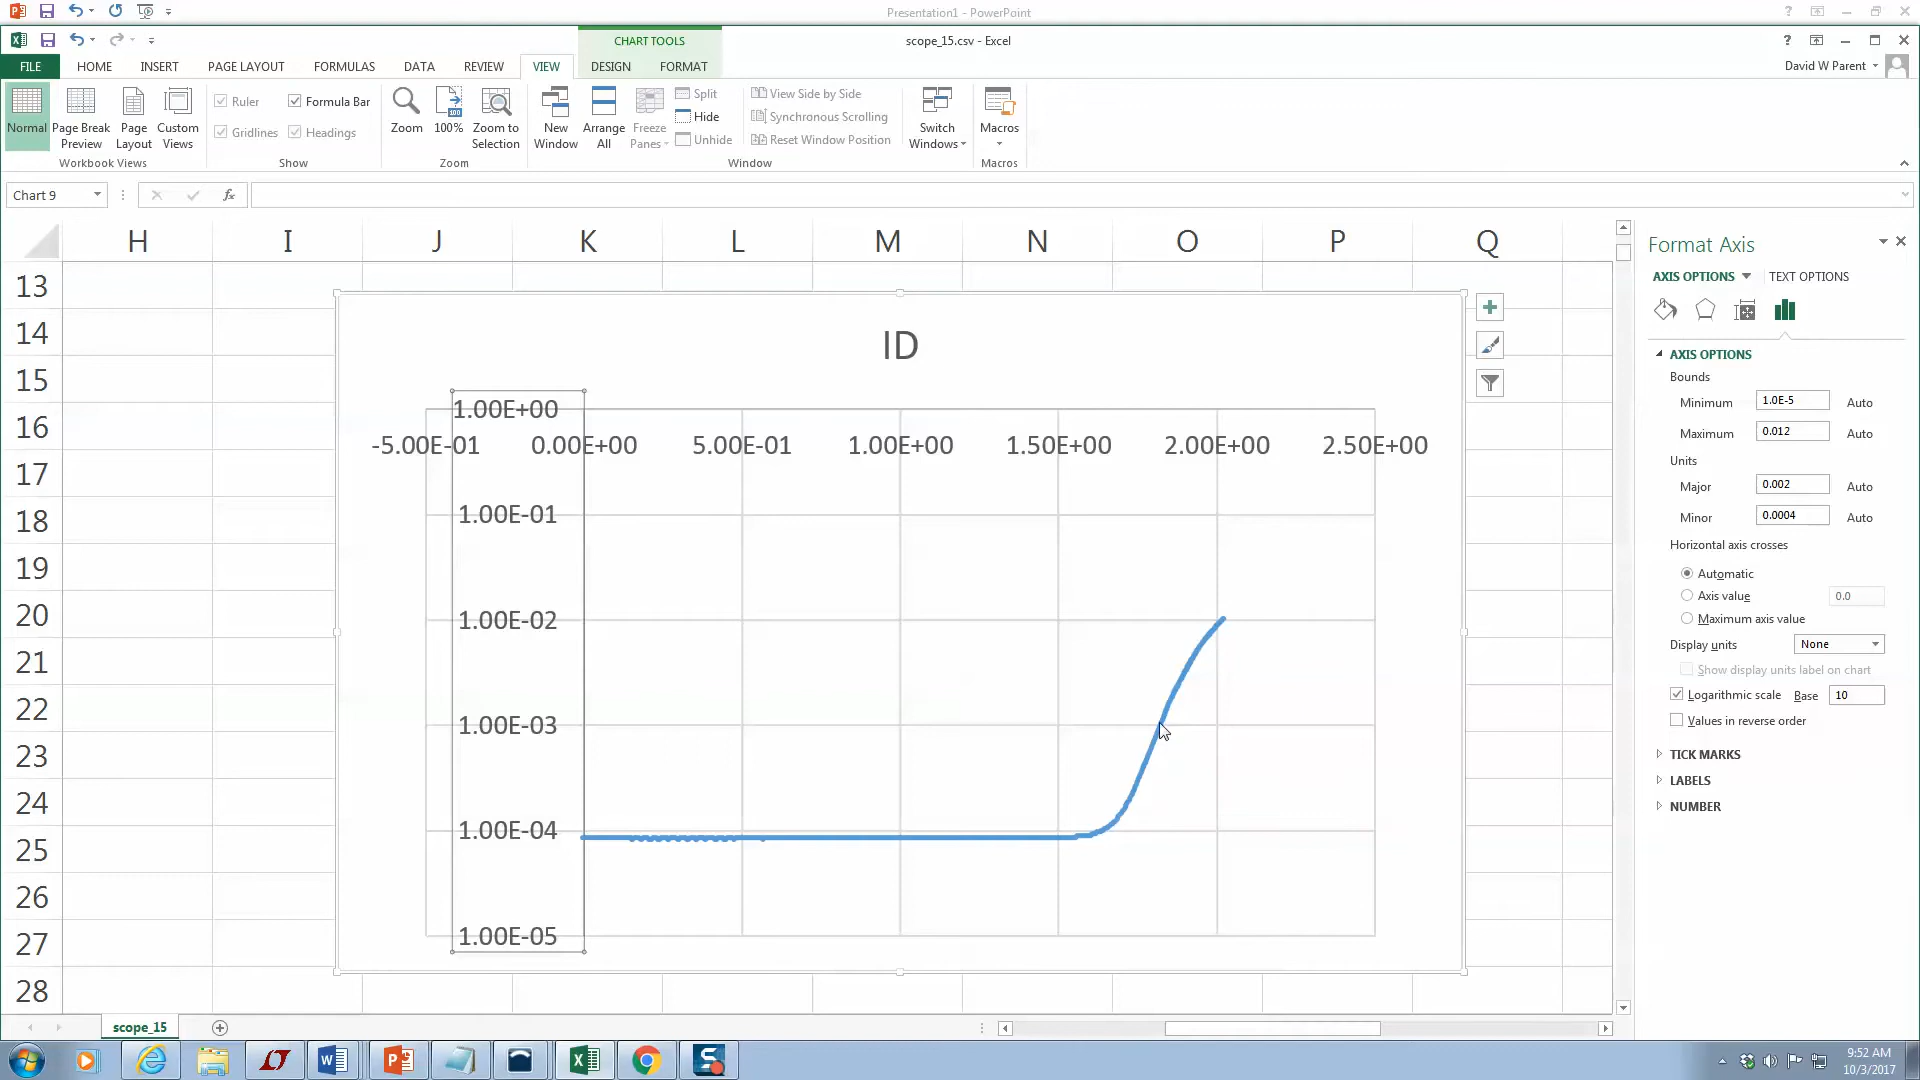 Presentation1 - PowerPoint
?
CHART TOOLS
scope_15.csv - Excel
?
FILE
HOME
INSERT
PAGE LAYOUT
FORMULAS
DATA
REVIEW
VIEW
DESIGN
FORMAT
David W Parent
Normal
Page Break
Preview
Page
Layout
Custom
Views
Workbook Views
Ruler
Formula Bar
Gridlines
Headings
Show
Zoom
100
100%
Zoom to
Selection
Zoom
New
Window
Arrange
All
Freeze
Panes
Split
Hide
Unhide
View Side by Side
Synchronous Scrolling
Reset Window Position
Window
Switch
Windows
Macros
Macros
Chart 9
fx
H I J K L M N O P Q
13
14
15
16
17
18
19
20
21
22
23
24
25
26
27
28
ID
1.00E+00
-5.00E-01 0.00E+00 5.00E-01 1.00E+00 1.50E+00 2.00E+00 2.50E+00
1.00E-01
1.00E-02
1.00E-03
1.00E-04
1.00E-05
Format Axis
AXIS OPTIONS
TEXT OPTIONS
AXIS OPTIONS
Bounds
Minimum 1.0E-5 Auto
Maximum 0.012 Auto
Units
Major 0.002 Auto
Minor 0.0004 Auto
Horizontal axis crosses
Automatic
Axis value 0.0
Maximum axis value
Display units None
Show display units label on chart
Logarithmic scale Base 10
Values in reverse order
TICK MARKS
LABELS
NUMBER
scope_15
9:52 AM
10/3/2017